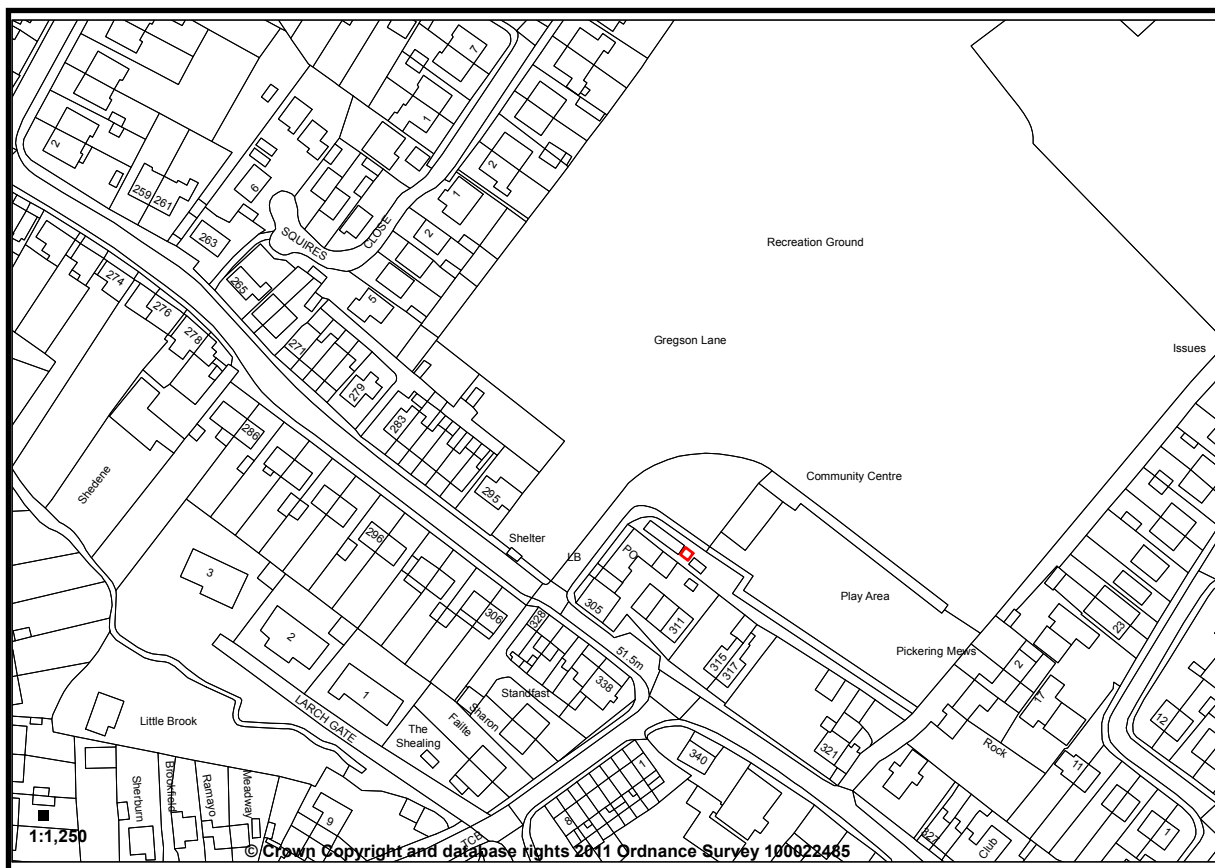 7
1
2
2
259
261
6
1
263
SQUIRES
CLOSE
2
Recreation Ground
265
5
274
276
278
271
Gregson Lane
Issues
279
283
286
Shedene
295
Community Centre
296
Shelter
LB
PO
3
305
Play Area
306
328
311
23
2
51.5m
315
317
Pickering Mews
2
17
1
338
Standfast
Sharon
Failte
The
Shealing
LARCH GATE
Little Brook
12
321
Rock
340
1
11
Sherburn
Brookfield
Ramayo
Meadway
9
8
TCB
327
Club
1
1:1,250
© Crown Copyright and database rights 2011 Ordnance Survey 100022485